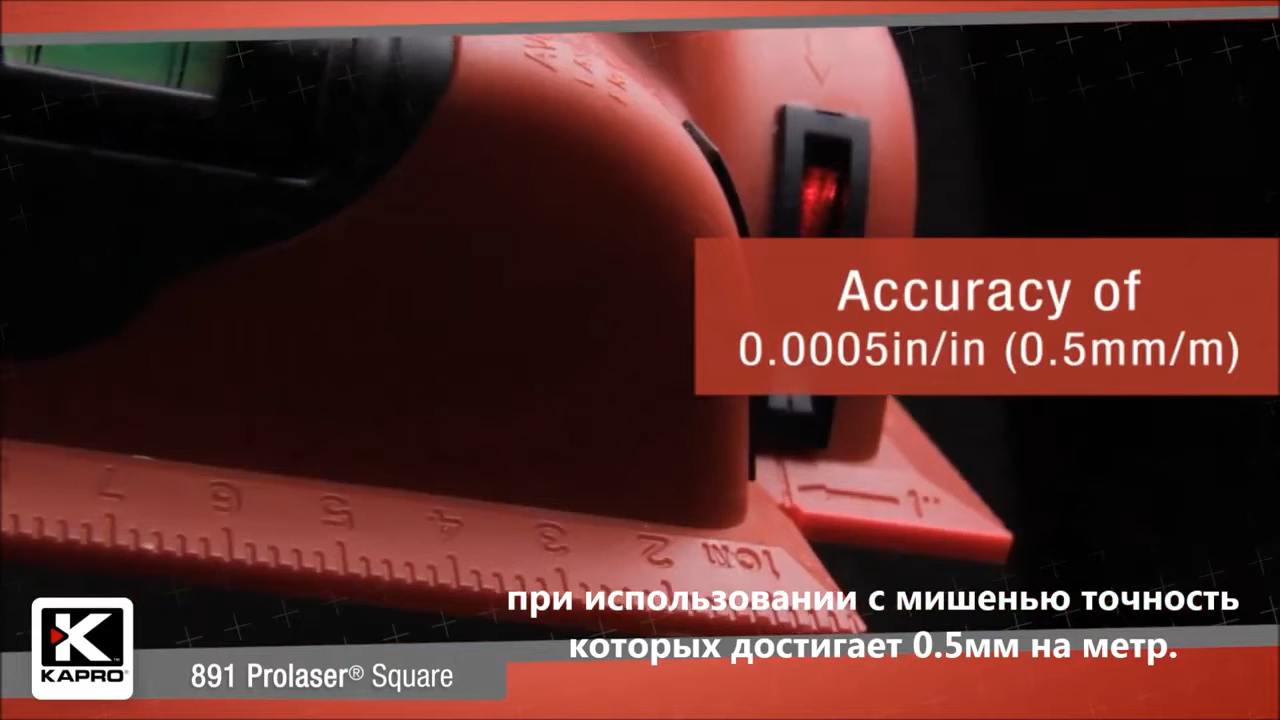 Accuracy of
0.0005in/in (0.5mm/m)
7 6 5 4 3 2 1CM
1"
при использовании с мишенью точность
которых достигает 0.5мм на метр.
KAPRO®
891 Prolaser® Square